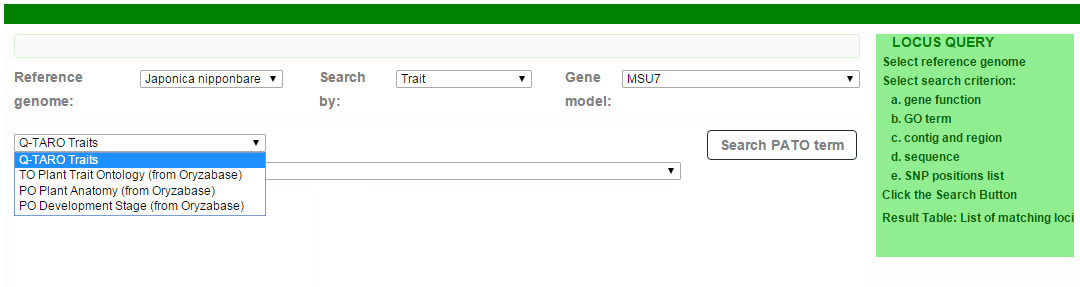 Reference genome:
Japonica nipponbare
Search by:
Trait
Gene model:
MSU7
Q-TARO Traits
Q-TARO Traits
TO Plant Trait Ontology (from Oryzabase)
PO Plant Anatomy (from Oryzabase)
PO Development Stage (from Oryzabase)
Search PATO term
LOCUS QUERY
Select reference genome
Select search criterion:
a. gene function
b. GO term
c. contig and region
d. sequence
e. SNP positions list
Click the Search Button
Result Table: List of matching loci